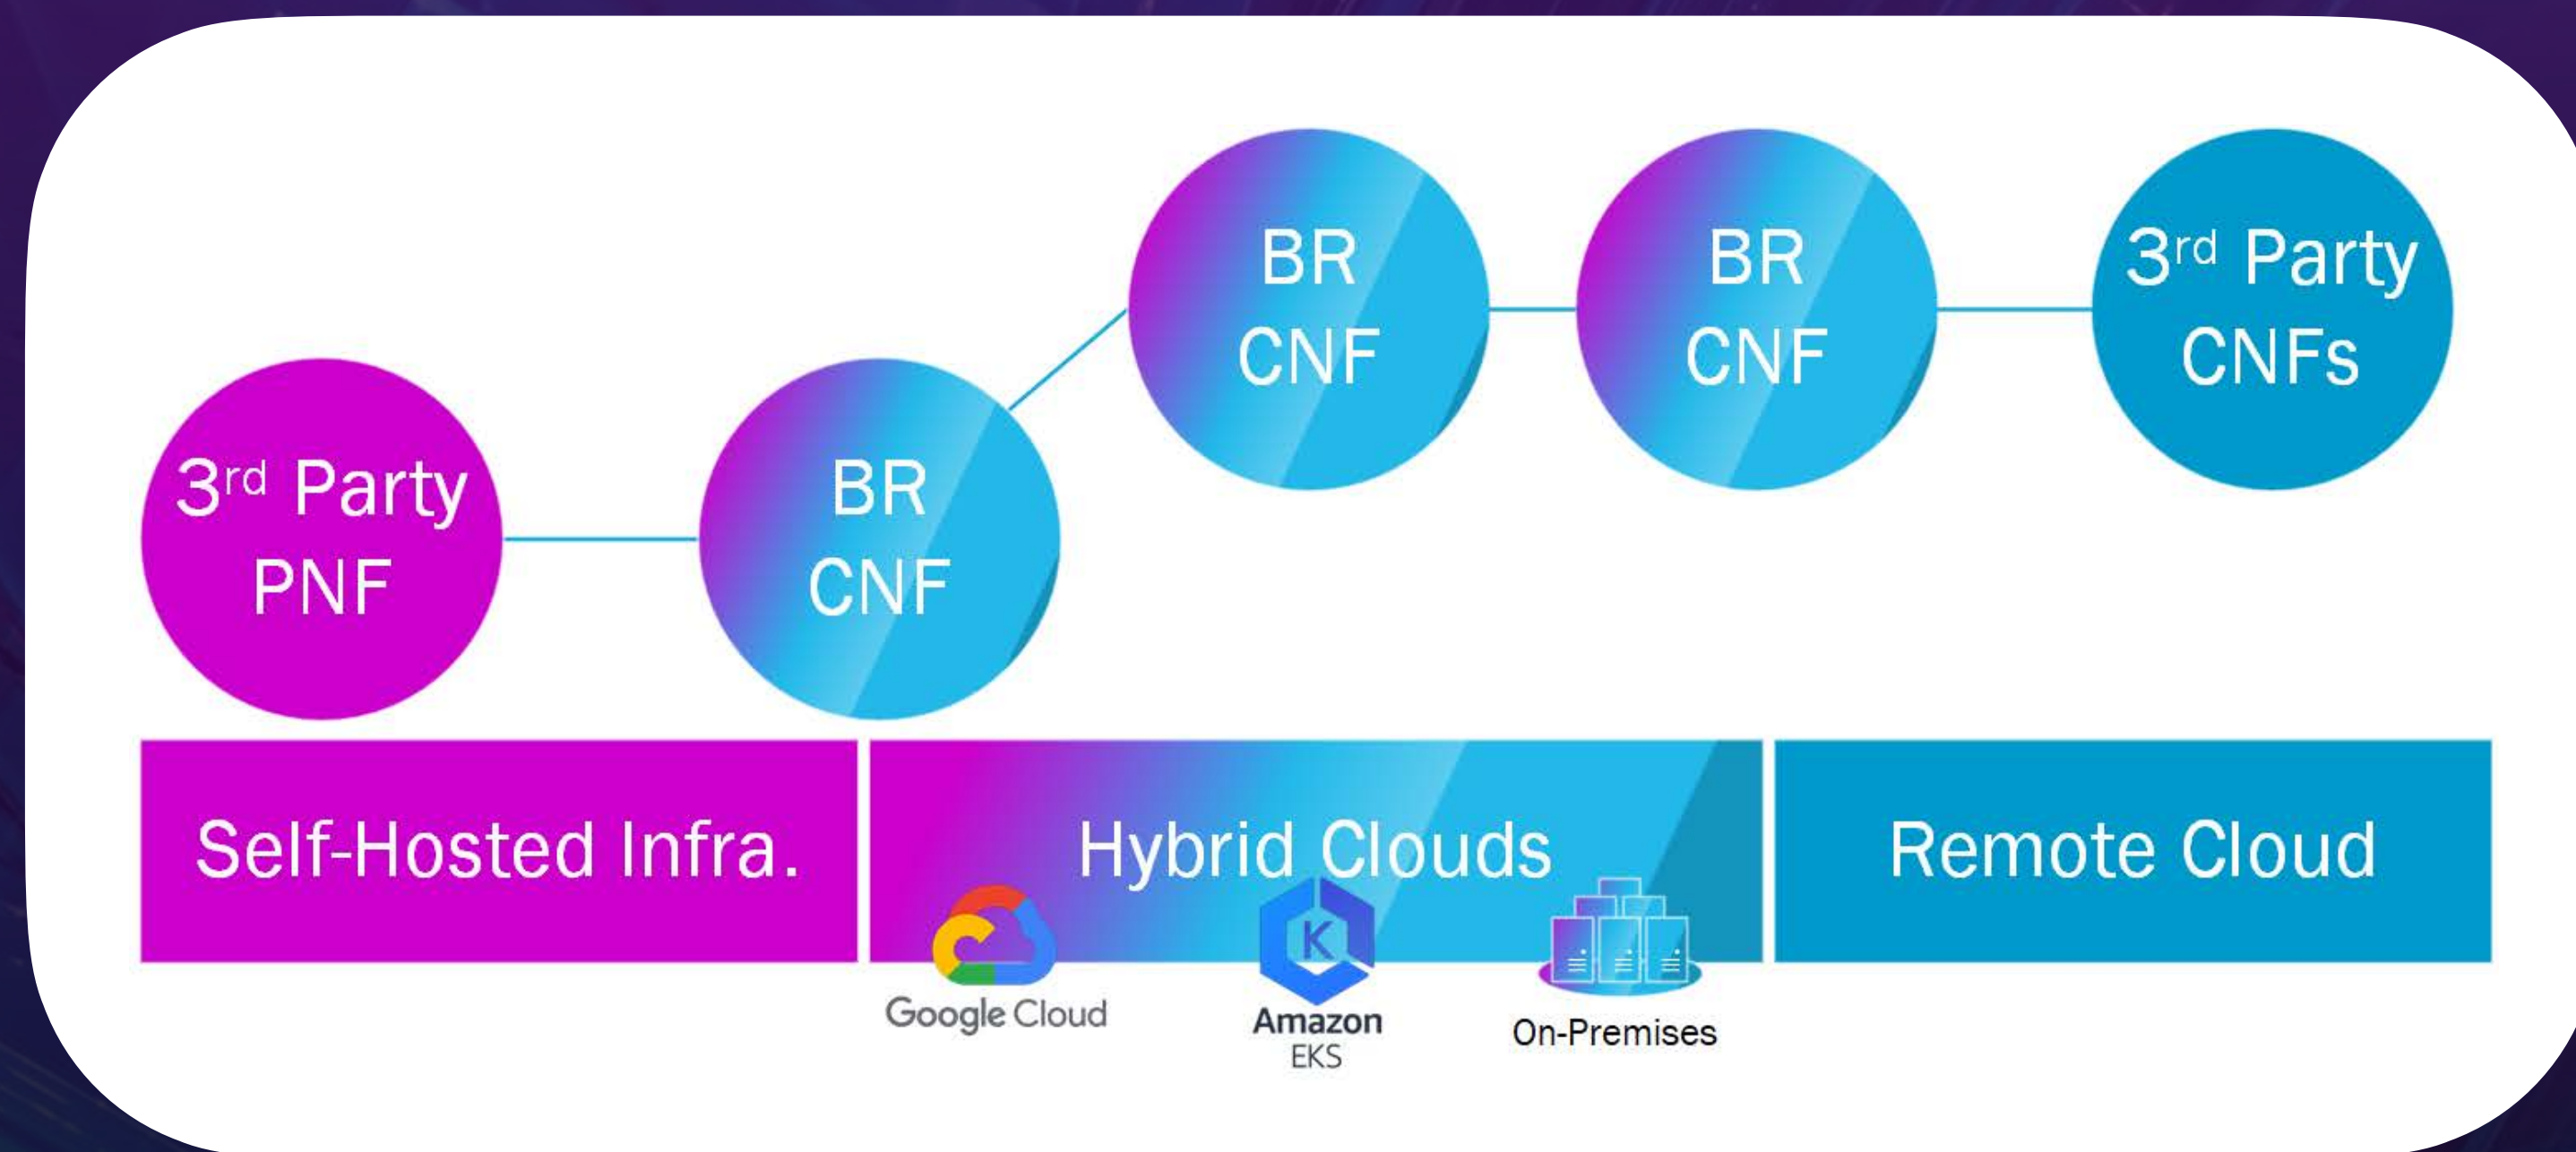 BR
CNF
BR
CNF
3rd Party
CNFs
3rd Party
PNF
BR
CNF
Self-Hosted Infra.
Hybrid Clouds
Remote Cloud
K
Google Cloud
Amazon
EKS
On-Premises